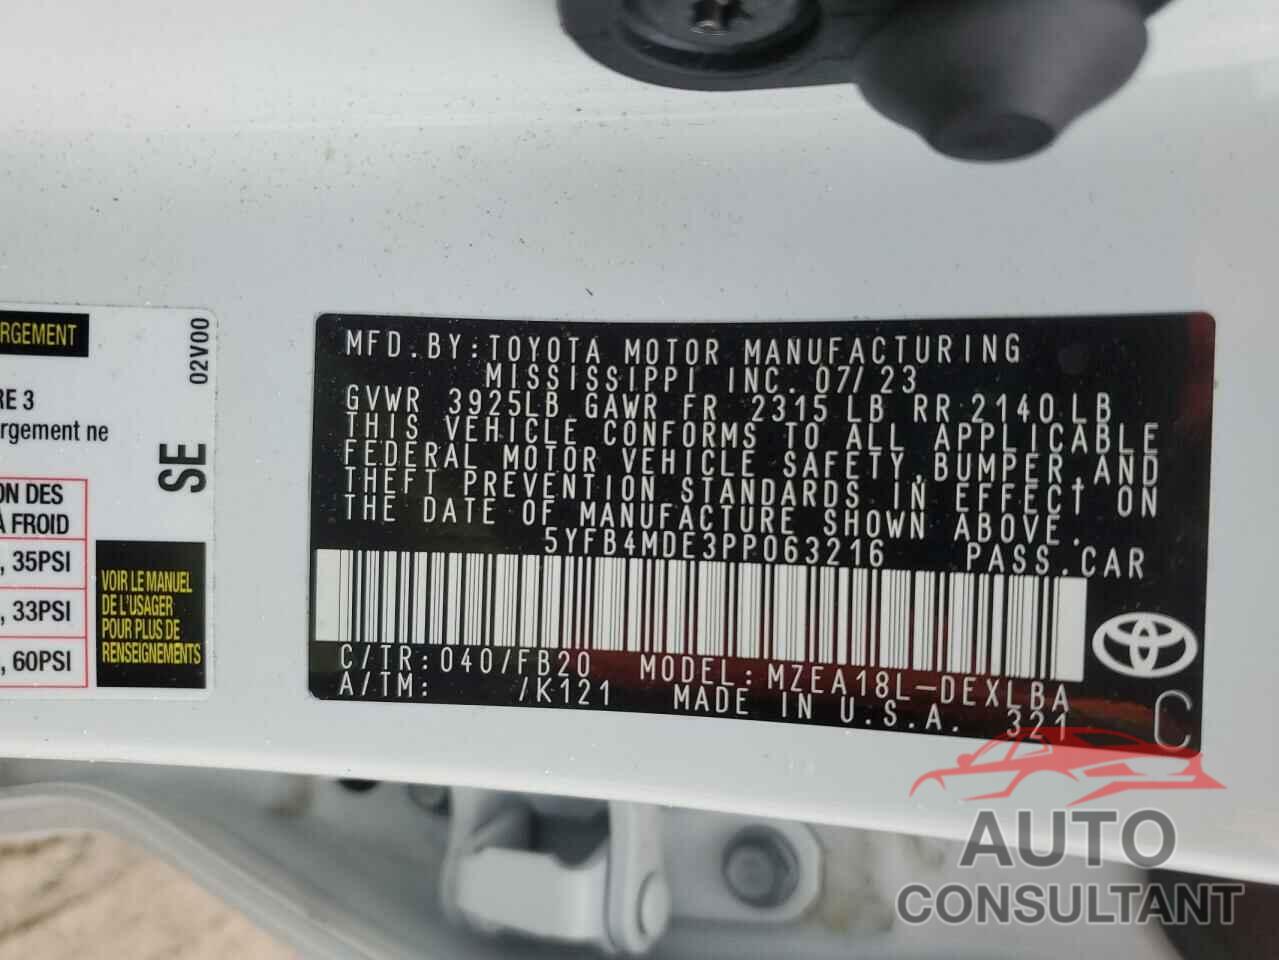 RGEMENT
RE 3
rgement ne
ON DES
À FROID
, 35PSI
, 33PSI
, 60PSI
02V00
SE
VOIR LE MANUEL
DE L'USAGER
POUR PLUS DE
RENSEIGNEMENTS
MFD.BY:TOYOTA MOTOR MANUFACTURING
MISSISSIPPI INC. 07/23
GVWR 3925LB GAWR FR 2315 LB RR 2140 LB
THIS VEHICLE CONFORMS TO ALL APPLICABLE
FEDERAL MOTOR VEHICLE SAFETY,BUMPER,AND
THEFT PREVENTION STANDARDS IN EFFECT ON
THE DATE OF MANUFACTURE SHOWN ABOVE.
5YFB4MDE3PP063216 PASS.CAR
C/TR:040/FB20 MODEL:MZEA18L-DEXLBA
A/TM: /K121 MADE IN U.S.A. 321
C
AUTO
CONSULTANT